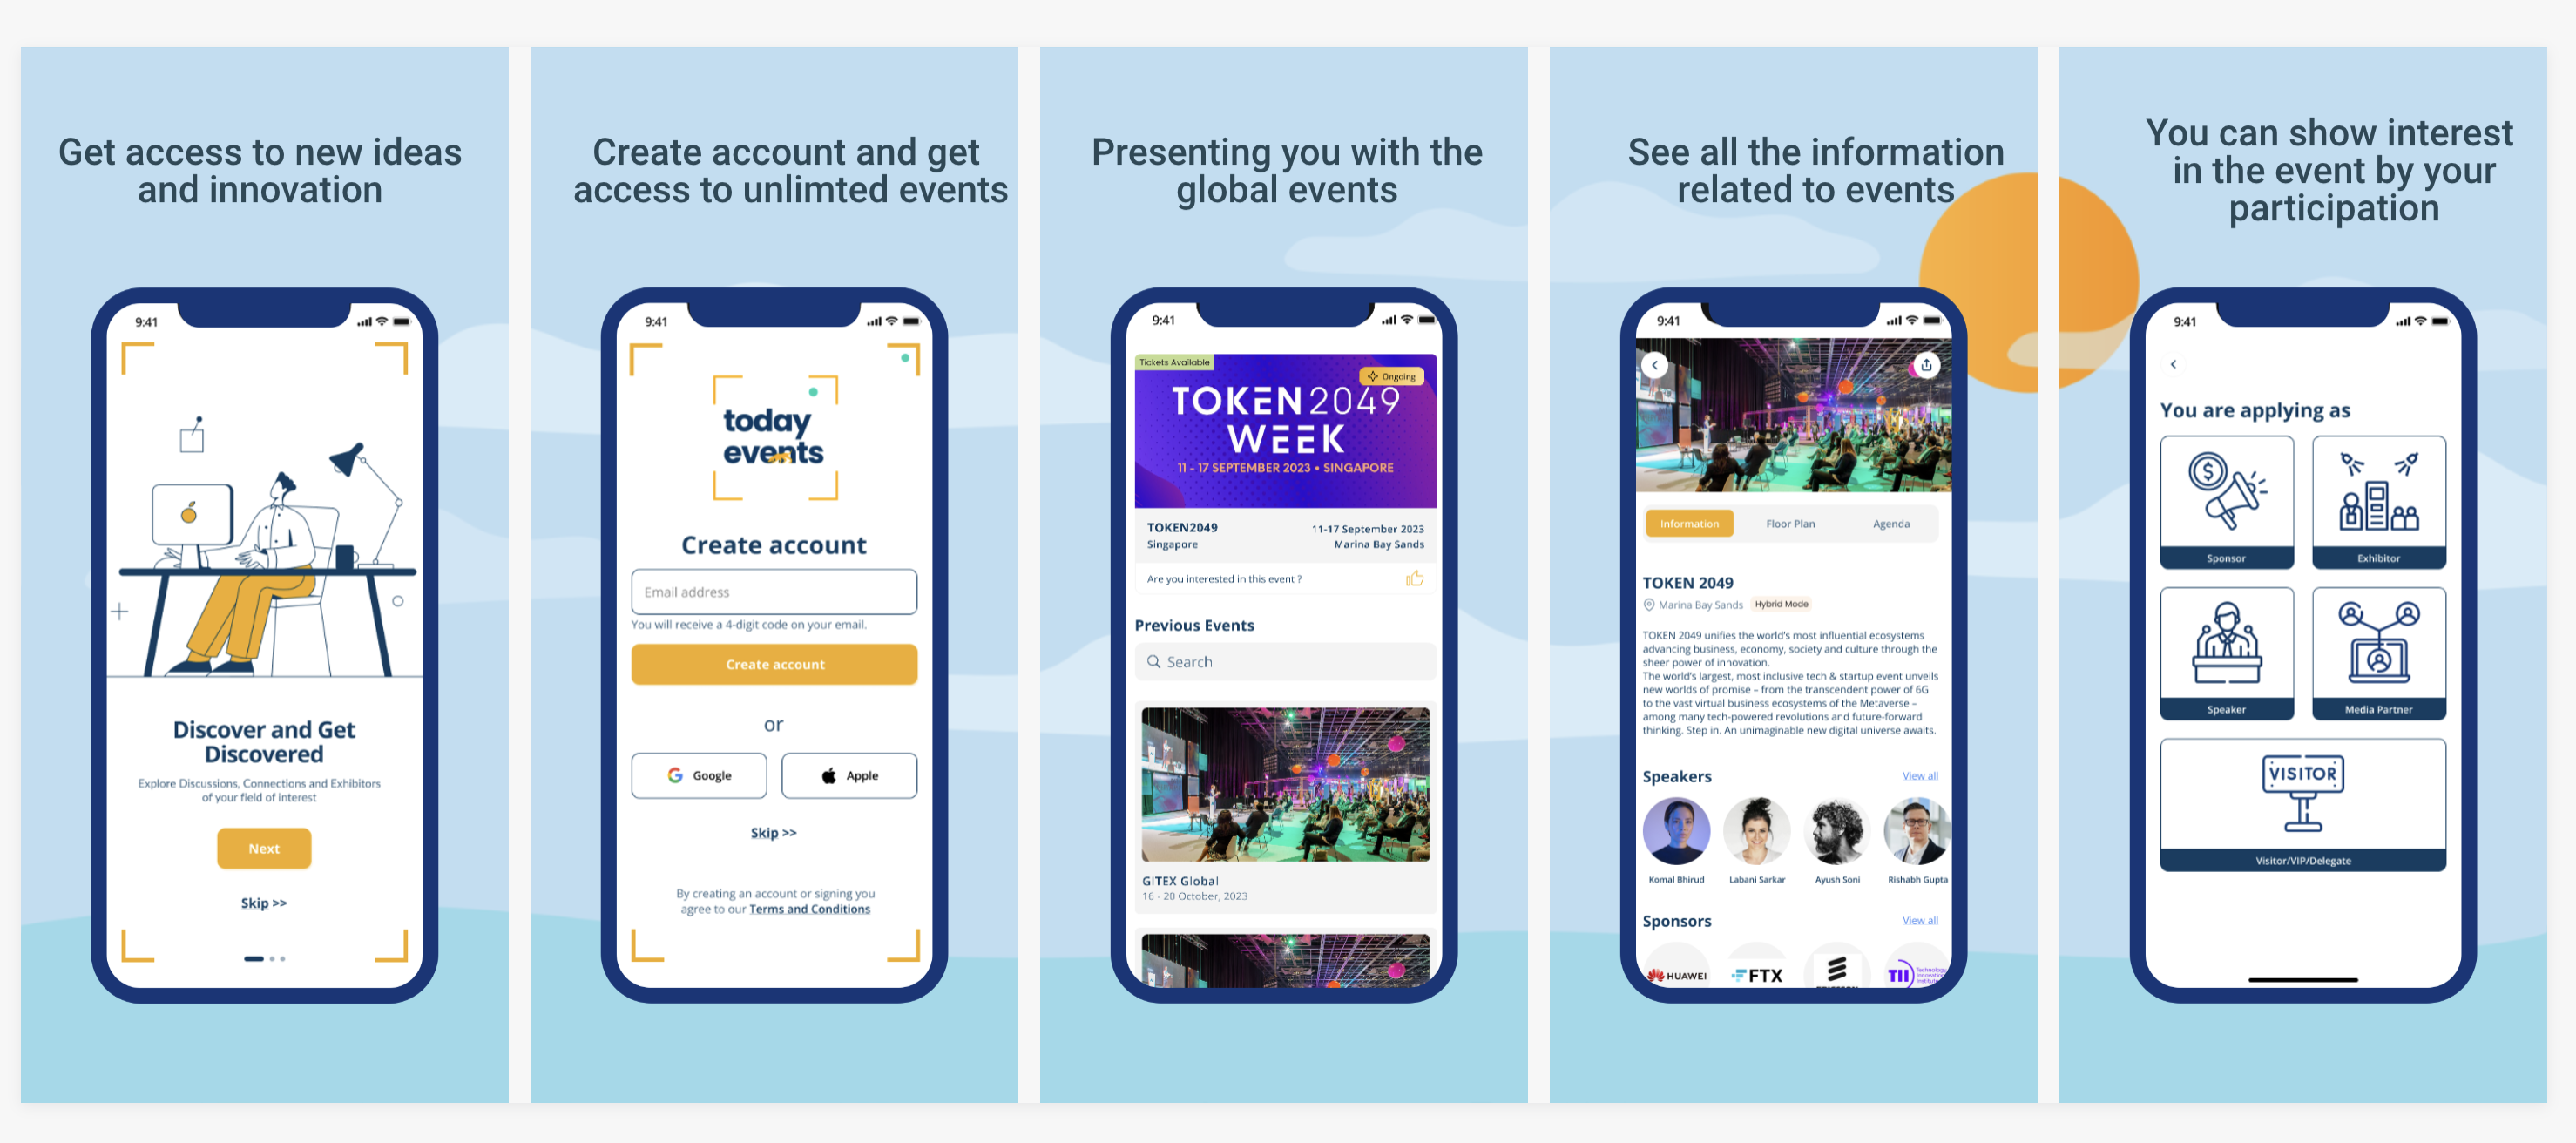 Get access to new ideas
and innovation
9:41
Discover and Get
Discovered
Explore Discussions, Connections and Exhibitors
of your field of interest
Next
Skip >>
Create account and get
access to unlimted events
9:41
today
events
Create account
Email address
You will receive a 4-digit code on your email.
Create account
or
Google
Apple
Skip >>
By creating an account or signing you
agree to our Terms and Conditions
Presenting you with the
global events
9:41
Tickets Available
Ongoing
TOKEN2049
WEEK
11 - 17 SEPTEMBER 2023 • SINGAPORE
TOKEN2049
11-17 September 2023
Singapore
Marina Bay Sands
Are you interested in this event ?
Previous Events
Search
GITEX Global
16 - 20 October, 2023
See all the information
related to events
9:41
Information
Floor Plan
Agenda
TOKEN 2049
Marina Bay Sands
Hybrid Mode
TOKEN 2049 unifies the world's most influential ecosystems
advancing business, economy, society and culture through the
sheer power of innovation.
The world's largest, most inclusive tech & startup event unveils
new worlds of promise – from the transcendent power of 6G
to the vast virtual business ecosystems of the Metaverse –
among many tech-powered revolutions and future-forward
thinking. Step in. An unimaginable new digital universe awaits.
Speakers
View all
Komal Bhirud
Labani Sarkar
Ayush Soni
Rishabh Gupta
Sponsors
View all
HUAWEI
FTX
TII
Technology
Innovation
Institute
You can show interest
in the event by your
participation
9:41
You are applying as
$
Sponsor
Exhibitor
Speaker
Media Partner
VISITOR
Visitor/VIP/Delegate